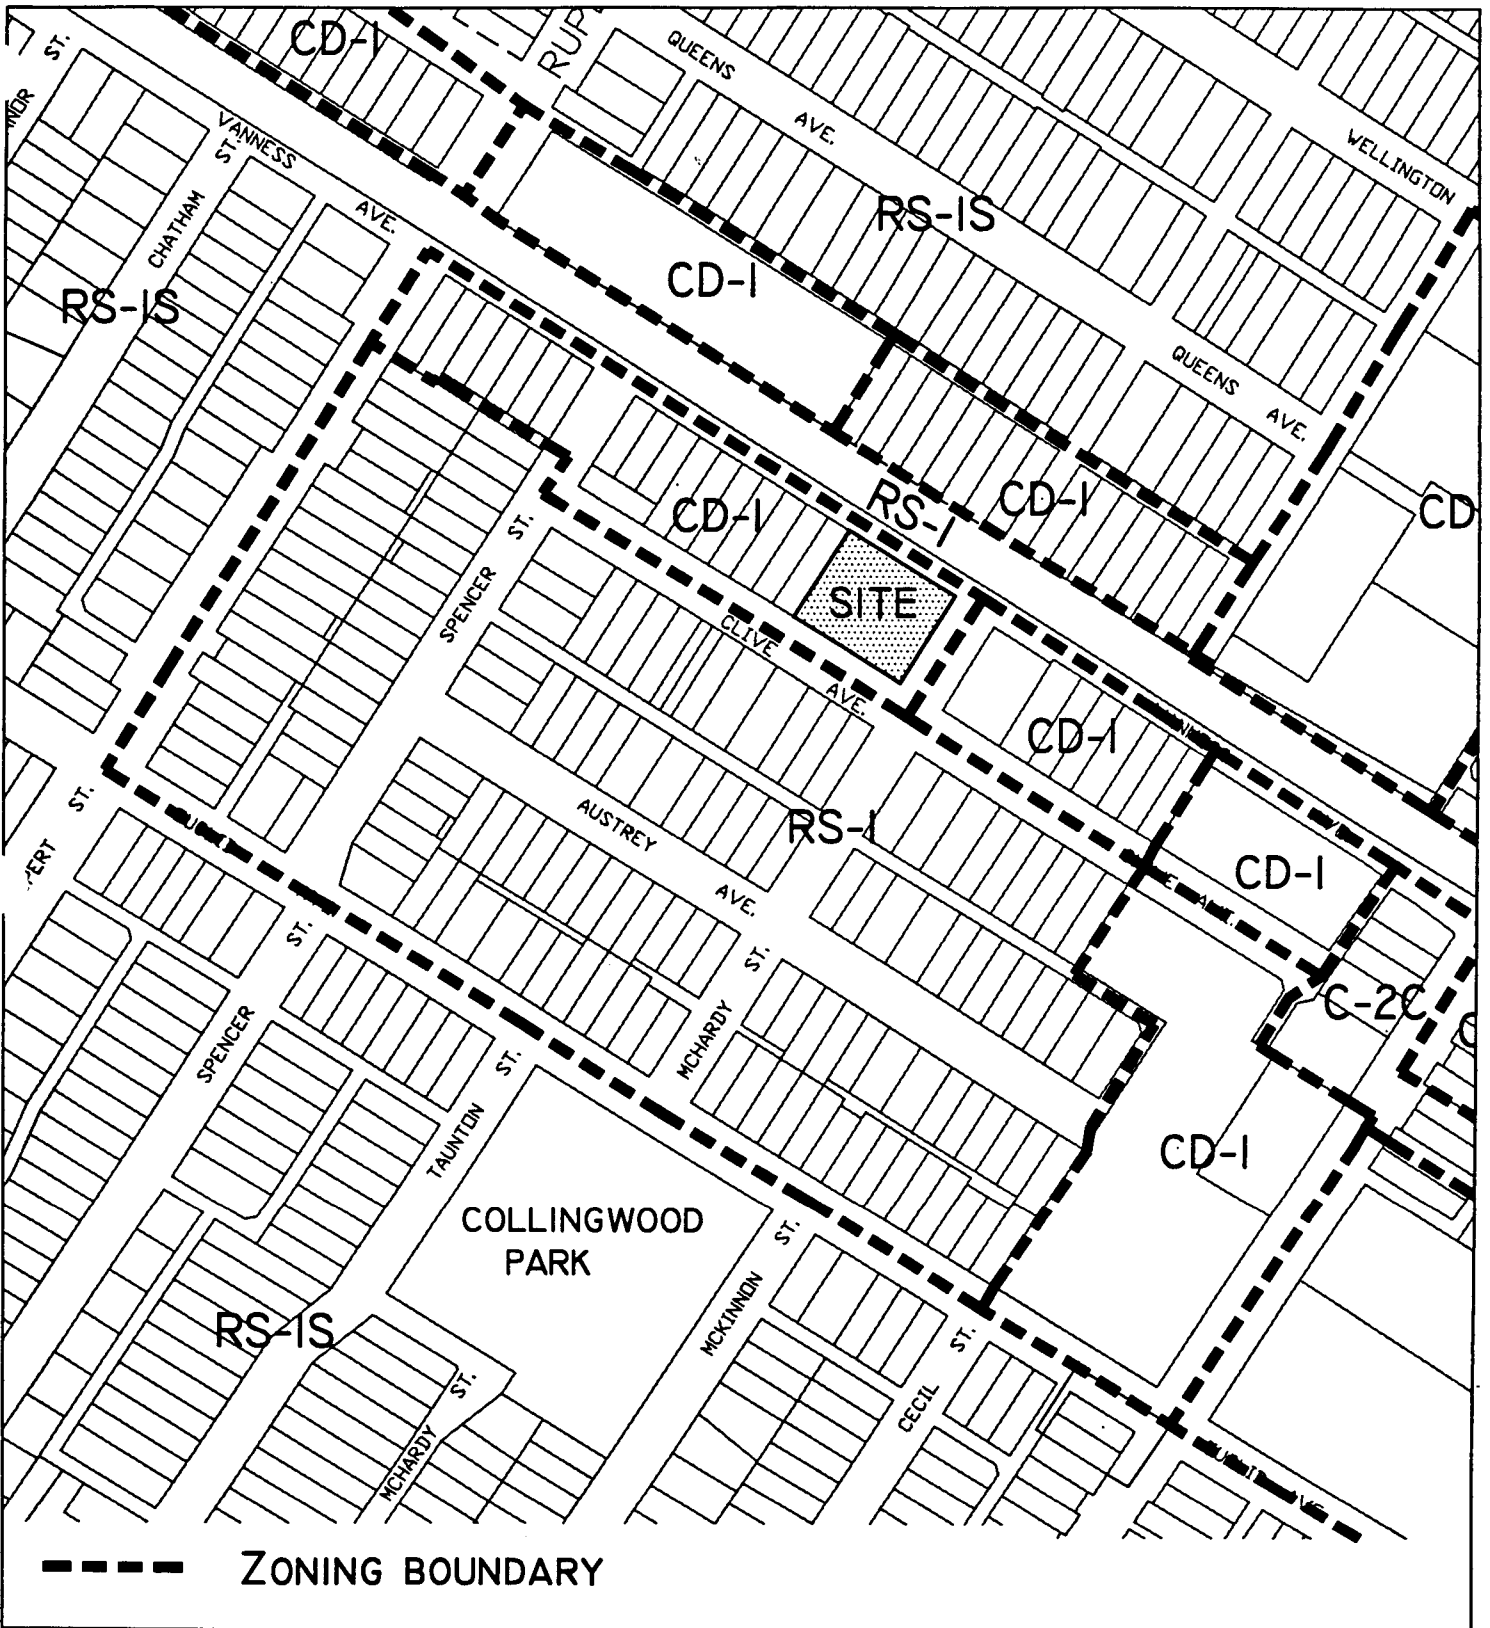 CD-1
RUP
QUEENS
AVE.
WELLINGTON
ST.
VANNESS
AVE.
ST.
CHATHAM
RS-1S
RS-1S
CD-1
QUEENS
AVE.
CD-1
RS-1
CD-1
CD
ST.
SPENCER
SITE
CLIVE
AVE.
CD-1
ST.
AUSTREY
AVE.
RS-1
CD-1
PERT
ST.
ST.
C-2C
SPENCER
MCHARDY
ST.
TAUNTON
CD-1
COLLINGWOOD
PARK
ST.
MCKINNON
RS-1S
ST.
CECIL
ST.
MCHARDY
ZONING BOUNDARY